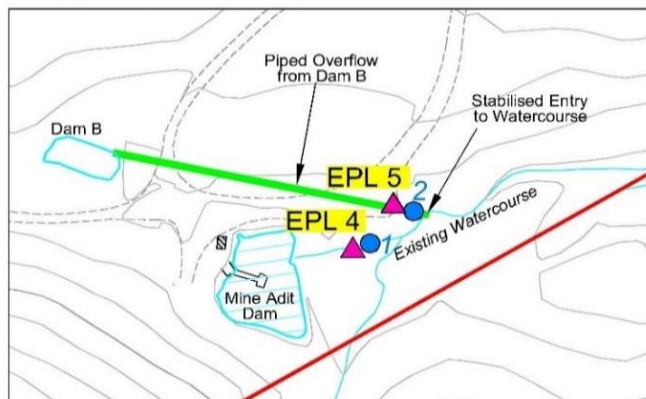 Piped Overflow
from Dam B
Stabilised Entry
to Watercourse
Dam B
EPL 5
2
EPL 4
1
Existing Watercourse
Mine Adit
Dam